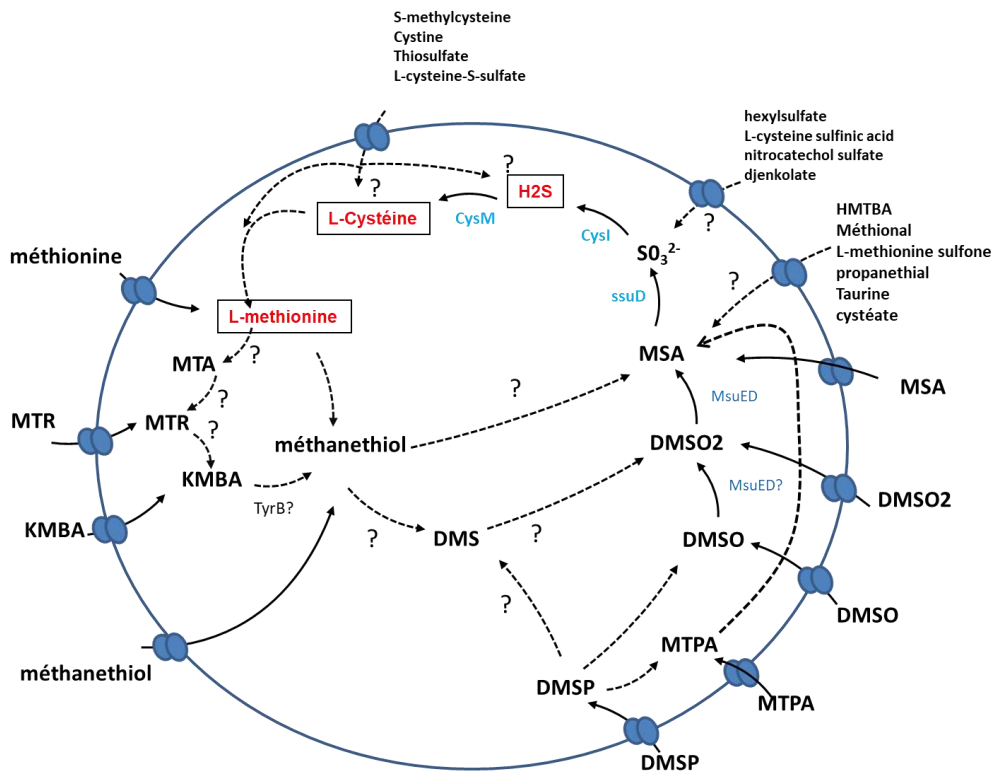 S-methylcysteine
Cystine
Thiosulfate
L-cysteine-S-sulfate
hexylsulfate
L-cysteine sulfinic acid
nitrocatechol sulfate
djenkolate
?
?
H2S
L-Cystéine
CysM
CysI
?
S0₃²⁻
HMTBA
Méthional
L-methionine sulfone
propanethial
Taurine
cystéate
méthionine
?
ssuD
L-methionine
MTA
?
MSA
?
?
MSA
MsuED
MTR
MTR
?
méthanethiol
DMSO2
KMBA
TyrB?
MsuED?
DMSO2
KMBA
?
DMS
?
DMSO
?
DMSO
méthanethiol
MTPA
DMSP
MTPA
DMSP